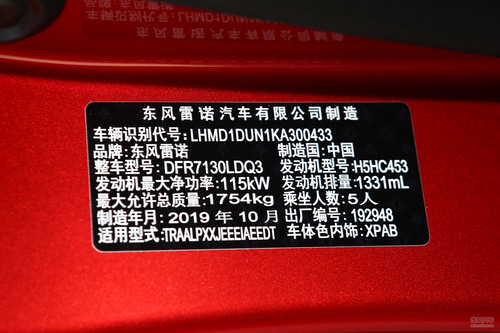 东风雷诺汽车有限公司制造
车辆识别代号: LHMD1DUN1KA300433
品牌: 东风雷诺 制造国: 中国
整车型号: DFR7130LDQ3 发动机型号: H5HC453
发动机最大净功率: 115kW 发动机排量: 1331mL
最大允许总质量: 1754kg 乘坐人数: 5人
制造年月: 2019 年 10 月 出厂编号: 192948
适用型式: TRAALPXXJEEEIAEEDT 车体色内饰: XPAB